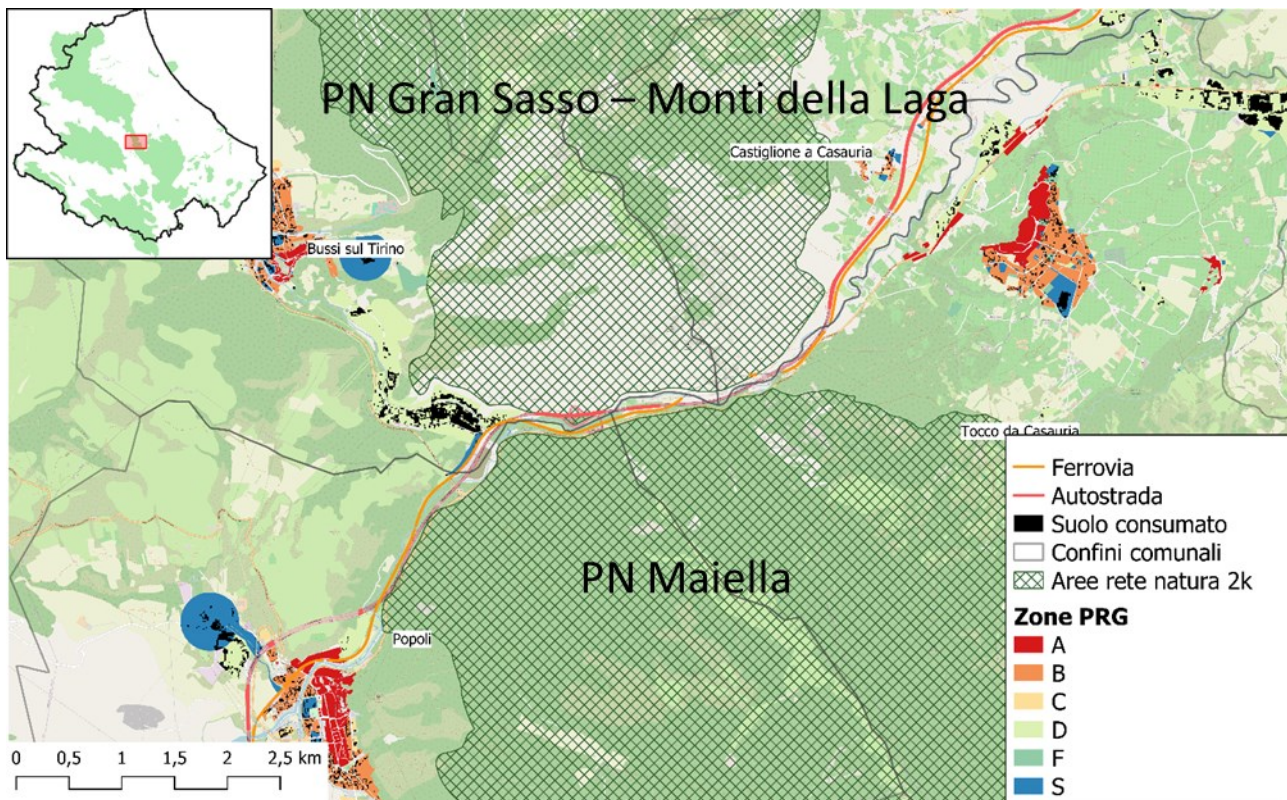 PN Gran Sasso – Monti della Laga
Castiglione a Casauria
Bussi sul Tirino
Tocco da Casauria
PN Maiella
Popoli
Ferrovia
Autostrada
Suolo consumato
Confini comunali
Aree rete natura 2k
Zone PRG
A
B
C
D
F
S
0 0,5 1 1,5 2 2,5 km